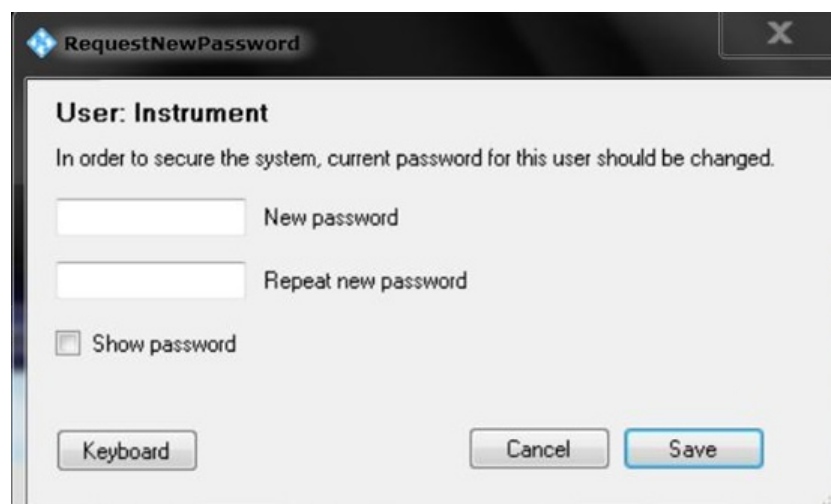 RequestNewPassword
X
User: Instrument
In order to secure the system, current password for this user should be changed.
New password
Repeat new password
Show password
Keyboard Cancel Save